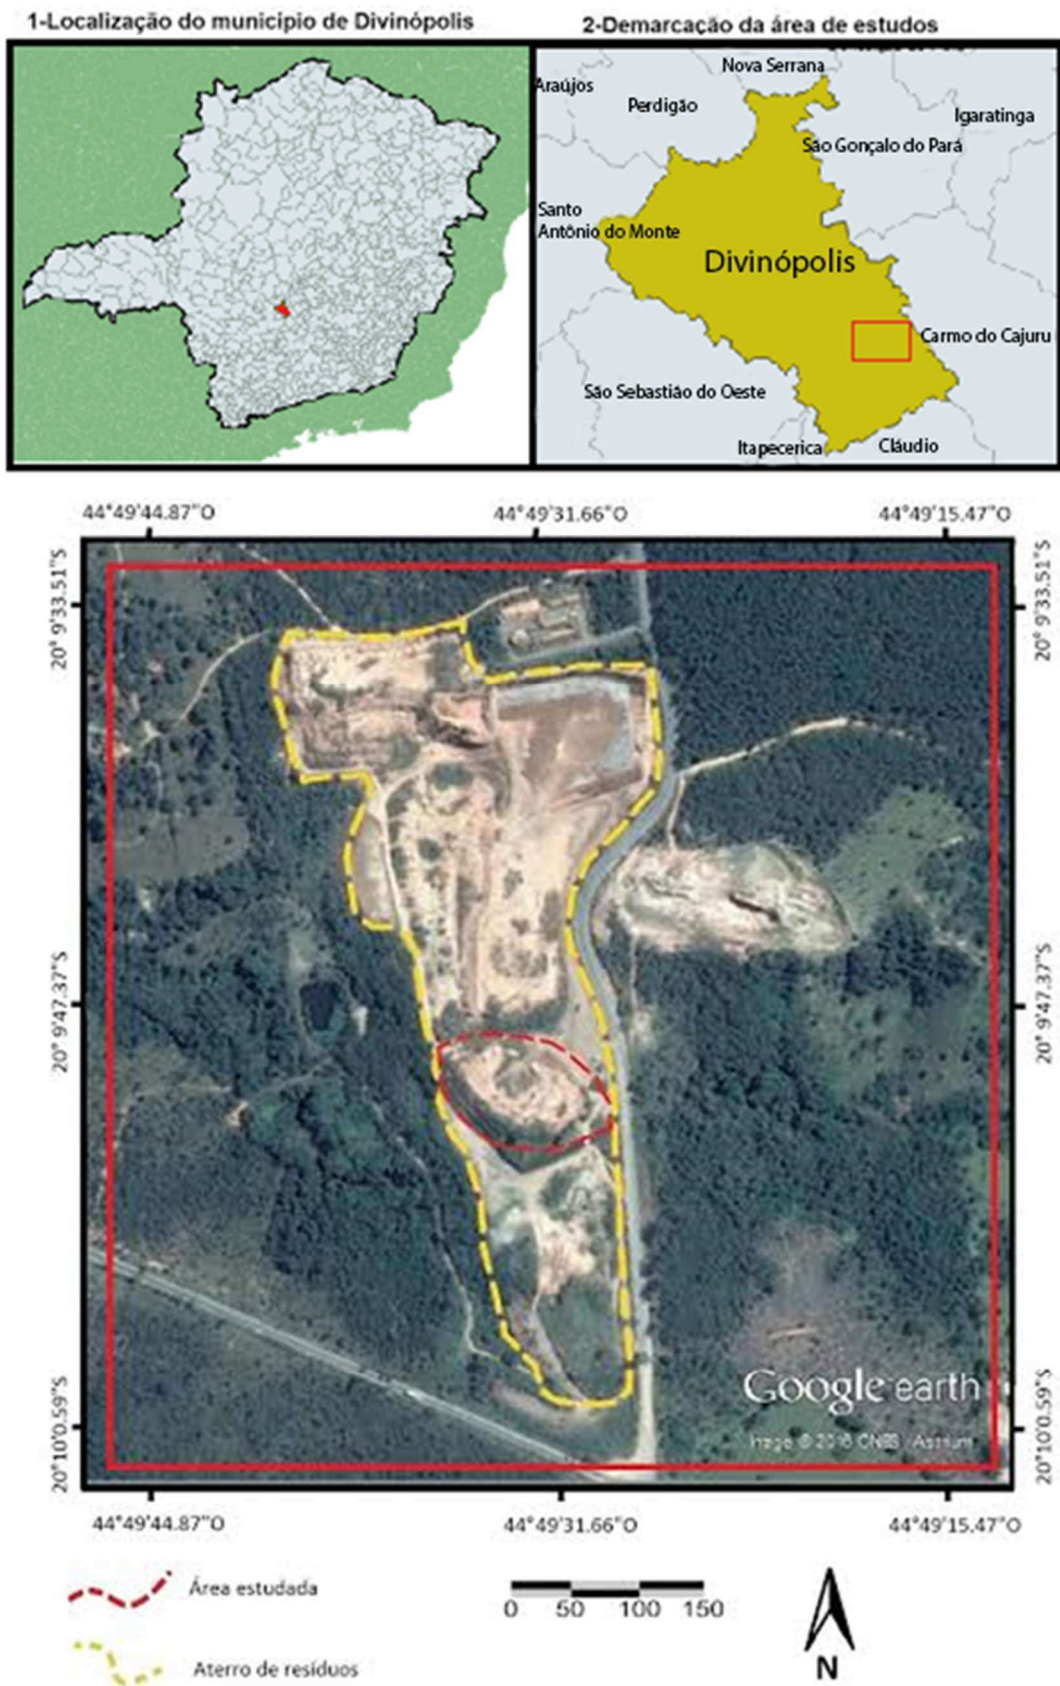 1-Localização do município de Divinópolis
2-Demarcação da área de estudos
Nova Serrana
Araújos
Perdigão
Igaratinga
São Gonçalo do Pará
Santo
Antônio do Monte
Divinópolis
Carmo do Cajuru
São Sebastião do Oeste
Itapecerica
Cláudio
44°49'44.87"O
44°49'31.66"O
44°49'15.47"O
20° 9'33.51"S
20° 9'33.51"S
20° 9'47.37"S
20° 9'47.37"S
20°10'0.59"S
20°10'0.59"S
Google earth
Image © 2016 CNES / Astrium
44°49'44.87"O
44°49'31.66"O
44°49'15.47"O
Área estudada
0 50 100 150
N
Aterro de resíduos